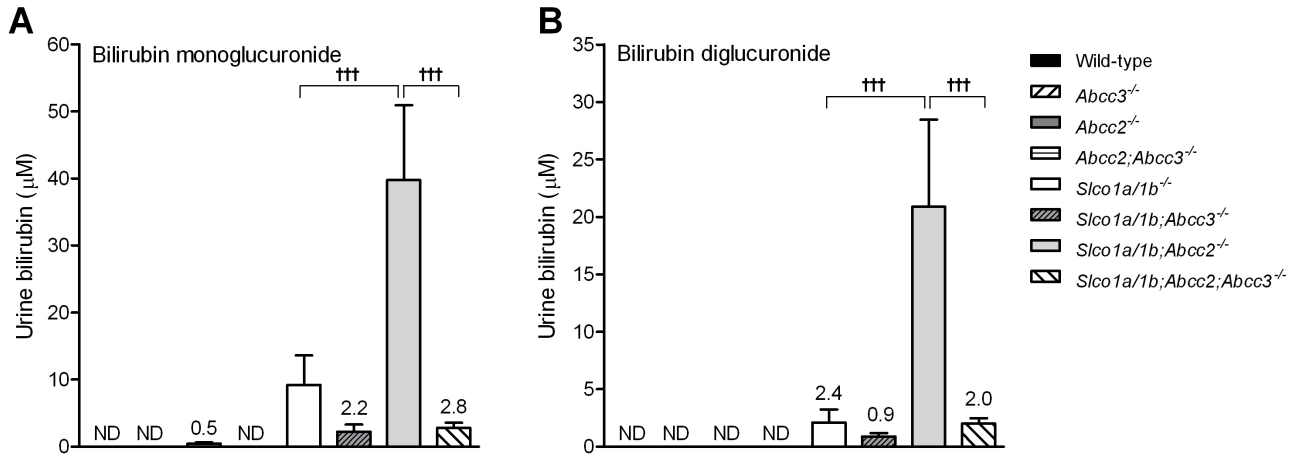 A
Bilirubin monoglucuronide
Urine bilirubin (μM)
60
50
40
30
20
10
0
†††
†††
ND
ND
0.5
ND
2.2
2.8
B
Bilirubin diglucuronide
Urine bilirubin (μM)
35
30
25
20
15
10
5
0
†††
†††
ND
ND
ND
ND
2.4
0.9
2.0
Wild-type
Abcc3-/-
Abcc2-/-
Abcc2;Abcc3-/-
Slco1a/1b-/-
Slco1a/1b;Abcc3-/-
Slco1a/1b;Abcc2-/-
Slco1a/1b;Abcc2;Abcc3-/-